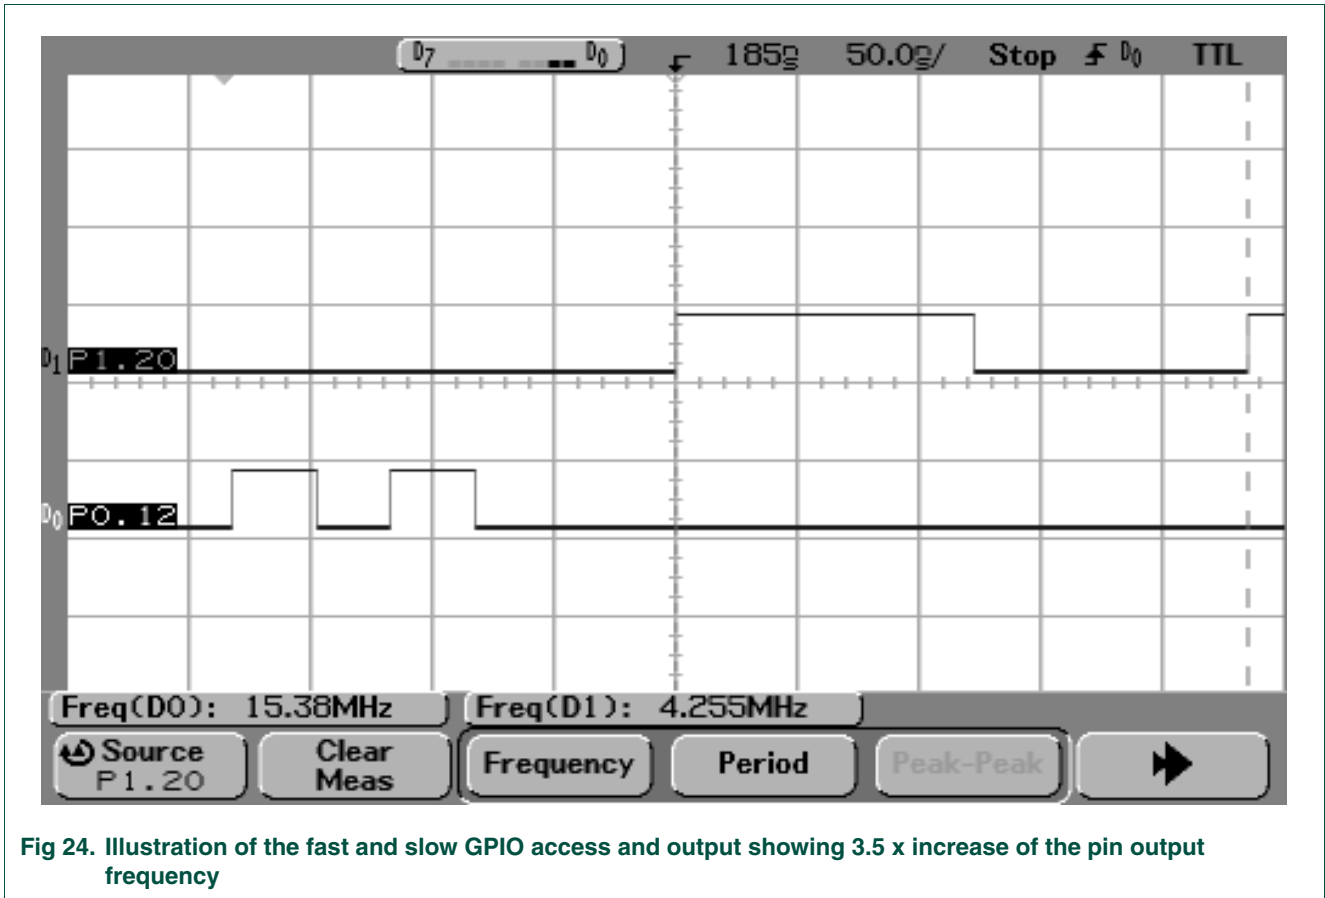 D7 D0 185ns 50.0ns/ Stop D0 TTL
D1 P1.20
D0 P0.12
Freq(D0): 15.38MHz Freq(D1): 4.255MHz
Source P1.20 Clear Meas Frequency Period Peak-Peak
Fig 24. Illustration of the fast and slow GPIO access and output showing 3.5 x increase of the pin output
frequency